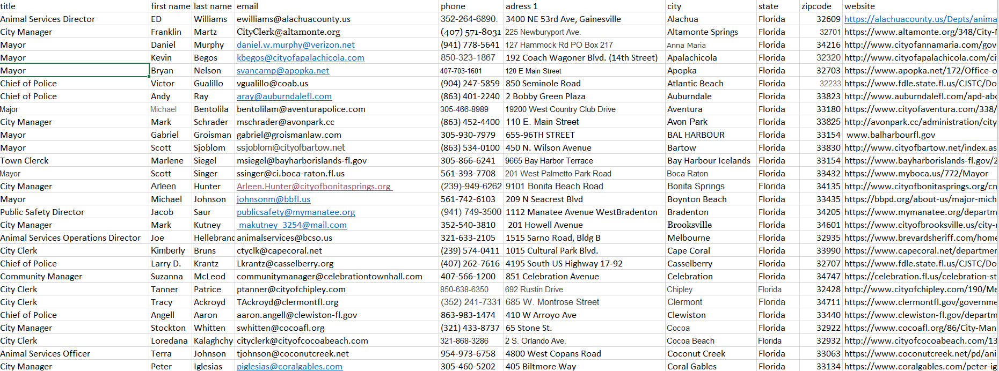 title first name last name email phone adress 1 city state zipcode website
Animal Services Director ED Williams ewilliams@alachuacounty.us 352-264-6890. 3400 NE 53rd Ave, Gainesville Alachua Florida 32609 https://alachuacounty.us/Depts/anima
City Manager Franklin Martz CityClerk@altamonte.org (407) 571-8031 225 Newburyport Ave. Altamonte Springs Florida 32701 https://www.altamonte.org/348/City-M
Mayor Daniel Murphy daniel.w.murphy@verizon.net (941) 778-5641 127 Hammock Rd PO Box 217 Anna Maria Florida 34216 http://www.cityofannamaria.com/gov
Mayor Kevin Begos kbegos@cityofapalachicola.com 850-323-1867 192 Coach Wagoner Blvd. (14th Street) Apalachicola Florida 32320 http://www.cityofapalachicola.com/ci
Mayor Bryan Nelson svancamp@apopka.net 407-703-1601 120 E Main Street Apopka Florida 32703 https://www.apopka.net/172/Office-o
Chief of Police Victor Gualillo vgualillo@coab.us (904) 247-5859 850 Seminole Road Atlantic Beach Florida 32233 https://www.fdle.state.fl.us/CJSTC/Do
Chief of Police Andy Ray aray@auburndalefl.com (863) 401-2240 2 Bobby Green Plaza Auburndale Florida 33823 http://www.auburndalefl.com/apd-abo
Major Michael Bentolila bentolilam@aventurapolice.com 305-466-8989 19200 West Country Club Drive Aventura Florida 33180 https://www.cityofaventura.com/338/
City Manager Mark Schrader mschrader@avonpark.cc (863) 452-4400 110 E. Main Street Avon Park Florida 33825 http://avonpark.cc/administration/city
Mayor Gabriel Groisman gabriel@groismanlaw.com 305-930-7979 655-96TH STREET BAL HARBOUR Florida 33154 www.balharbourfl.gov
Mayor Scott Sjoblom ssjoblom@cityofbartow.net (863) 534-0100 450 N. Wilson Avenue Bartow Florida 33830 http://www.cityofbartow.net/index.as
Town Clerck Marlene Siegel msiegel@bayharborislands-fl.gov 305-866-6241 9665 Bay Harbor Terrace Bay Harbour Icelands Florida 33154 https://www.bayharborislands-fl.gov/2
Mayor Scott Singer ssinger@ci.boca-raton.fl.us 561-393-7708 201 West Palmetto Park Road Boca Raton Florida 33432 https://www.myboca.us/772/Mayor
City Manager Arleen Hunter Arleen.Hunter@cityofbonitasprings.org (239)-949-6262 9101 Bonita Beach Road Bonita Springs Florida 34135 http://www.cityofbonitasprings.org/cm
Mayor Michael Johnson johnsonm@bbfl.us 561-742-6103 209 N Seacrest Blvd Boynton Beach Florida 33435 https://bbpd.org/about-us/major-mich
Public Safety Director Jacob Saur publicsafety@mymanatee.org (941) 749-3500 1112 Manatee Avenue WestBradenton Bradenton Florida 34205 https://www.mymanatee.org/departm
City Manager Mark Kutney makutney_3254@mail.com 352-540-3810 201 Howell Avenue Brooksville Florida 34601 https://www.cityofbrooksville.us/city-r
Animal Services Operations Director Joe Hellebranc animalservices@bcso.us 321-633-2105 1515 Sarno Road, Bldg B Melbourne Florida 32935 https://www.brevardsheriff.com/home
City Clerk Kimberly Bruns ctyclk@capecoral.net (239) 574-0411 1015 Cultural Park Blvd. Cape Coral Florida 33990 https://www.capecoral.net/departmer
Chief of Police Larry D. Krantz Lkrantz@casselberry.org (407) 262-7616 4195 South US Highway 17-92 Casselberry Florida 32707 https://www.fdle.state.fl.us/CJSTC/Do
Community Manager Suzanna McLeod communitymanager@celebrationtownhall.com 407-566-1200 851 Celebration Avenue Celebration Florida 34747 https://celebration.fl.us/celebration-st
City Clerk Tanner Patrice ptanner@cityofchipley.com 850-638-6350 692 Rustin Drive Chipley Florida 32428 http://www.cityofchipley.com/190/Me
City Clerk Tracy Ackroyd TAckroyd@clermontfl.org (352) 241-7331 685 W. Montrose Street Clermont Florida 34711 https://www.clermontfl.gov/governme
Chief of Police Angell Aaron aaron.angell@clewiston-fl.gov 863-983-1474 410 W Arroyo Ave Clewiston Florida 33440 https://www.clewiston-fl.gov/departm
City Manager Stockton Whitten swhitten@cocoafl.org (321) 433-8737 65 Stone St. Cocoa Florida 32922 https://www.cocoafl.org/86/City-Man
City Clerk Loredana Kalaghchy cityclerk@cityofcocoabeach.com 321-868-3286 2 S. Orlando Ave. Cocoa Beach Florida 32932 http://www.cityofcocoabeach.com/13
Animal Services Officer Terra Johnson tjohnson@coconutcreek.net 954-973-6758 4800 West Copans Road Coconut Creek Florida 33063 https://www.coconutcreek.net/pd/ani
City Manager Peter Iglesias piglesias@coralgables.com 305-460-5202 405 Biltmore Way Coral Gables Florida 33134 https://www.coralgables.com/peter-ig